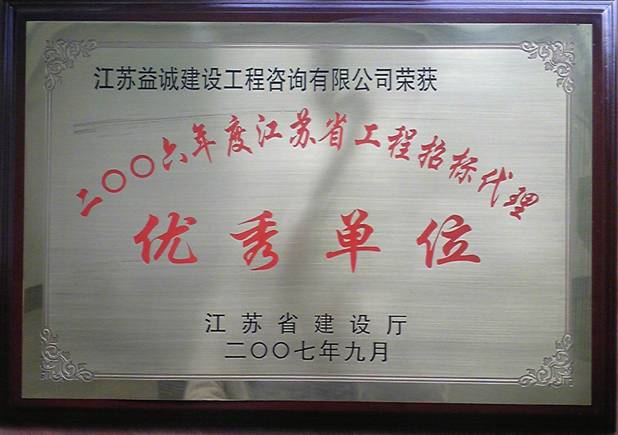 江苏益诚建设工程咨询有限公司荣获
二〇〇六年度江苏省工程招标代理
优秀单位
江苏省建设厅
二〇〇七年九月